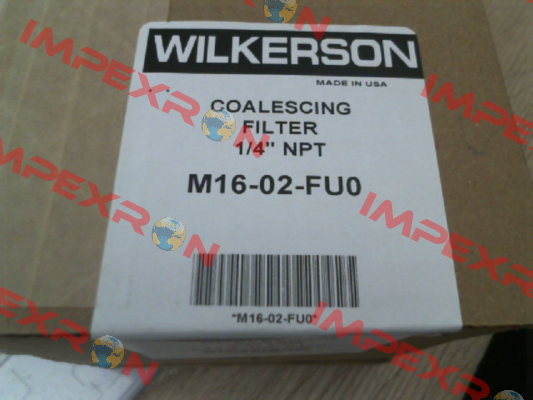 WILKERSON
MADE IN USA
COALESCING
FILTER
1/4" NPT
M16-02-FU0
"M16-02-FU0"
IMPEXRON
IMPEXRON
IMPEXRON
IMPEXRON
IMPEXRON
IMPEXRON